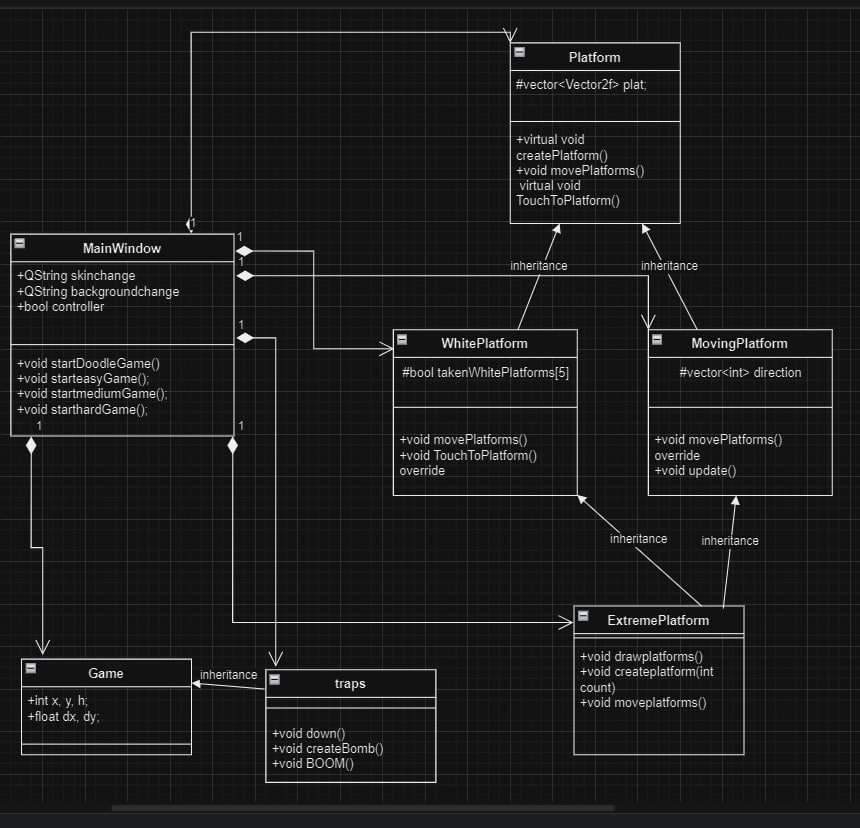 Platform
#vector<Vector2f> plat;
+virtual void
createPlatform()
+void movePlatforms()
virtual void
TouchToPlatform()
1
MainWindow
+QString skinchange
+QString backgroundchange
+bool controller
+void startDoodleGame()
+void starteasyGame();
+void startmediumGame();
+void starthardGame();
1
1
1
1
1
inheritance
inheritance
WhitePlatform
#bool takenWhitePlatforms[5]
+void movePlatforms()
+void TouchToPlatform()
override
MovingPlatform
#vector<int> direction
+void movePlatforms()
override
+void update()
inheritance
inheritance
ExtremePlatform
+void drawplatforms()
+void createplatform(int
count)
+void moveplatforms()
Game
+int x, y, h;
+float dx, dy;
inheritance
traps
+void down()
+void createBomb()
+void BOOM()